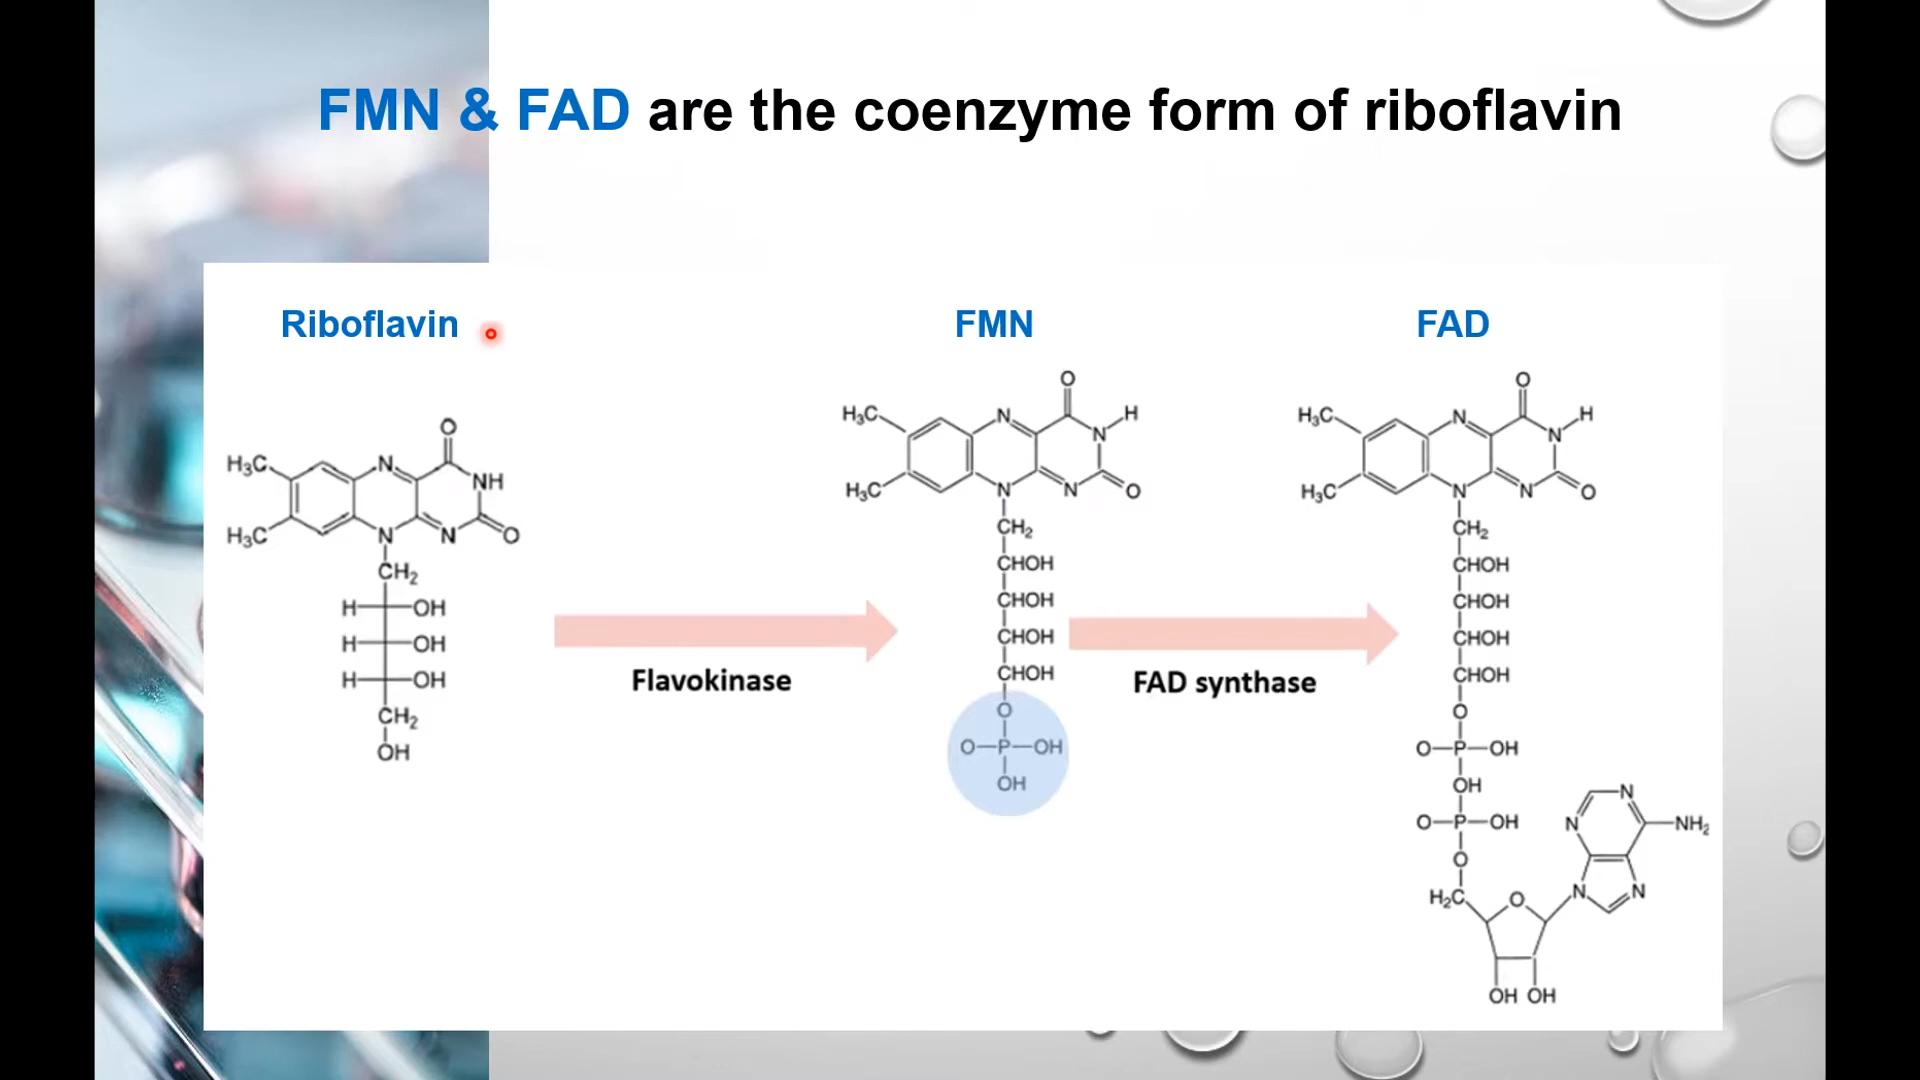 FMN & FAD are the coenzyme form of riboflavin
Riboflavin
FMN
FAD
O
H₃C
N
NH
H₃C
N
N
O
CH₂
H OH
H OH
H OH
CH₂
OH
Flavokinase
O
H₃C
N
H
N
H₃C
N
N
O
CH₂
CHOH
CHOH
CHOH
CHOH
O
O-P-OH
OH
FAD synthase
O
H₃C
N
H
N
H₃C
N
N
O
CH₂
CHOH
CHOH
CHOH
CHOH
O
O-P-OH
OH
O-P-OH
O
H₂C
O
N
N
NH₂
N
N
OH OH